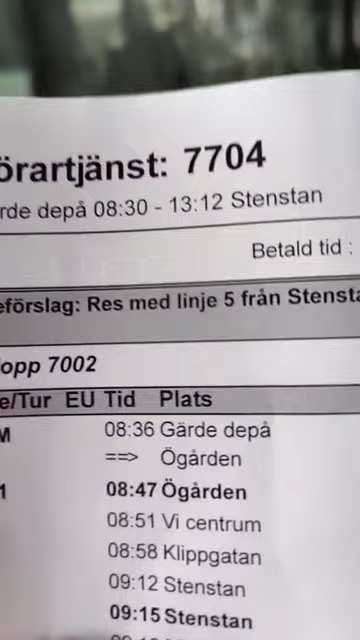 örartjänst: 7704
rde depå 08:30 - 13:12 Stenstan
Betald tid :
eförslag: Res med linje 5 från Stensta
opp 7002
e/Tur EU Tid Plats
M 08:36 Gärde depå
==> Ögården
1 08:47 Ögården
08:51 Vi centrum
08:58 Klippgatan
09:12 Stenstan
09:15 Stenstan